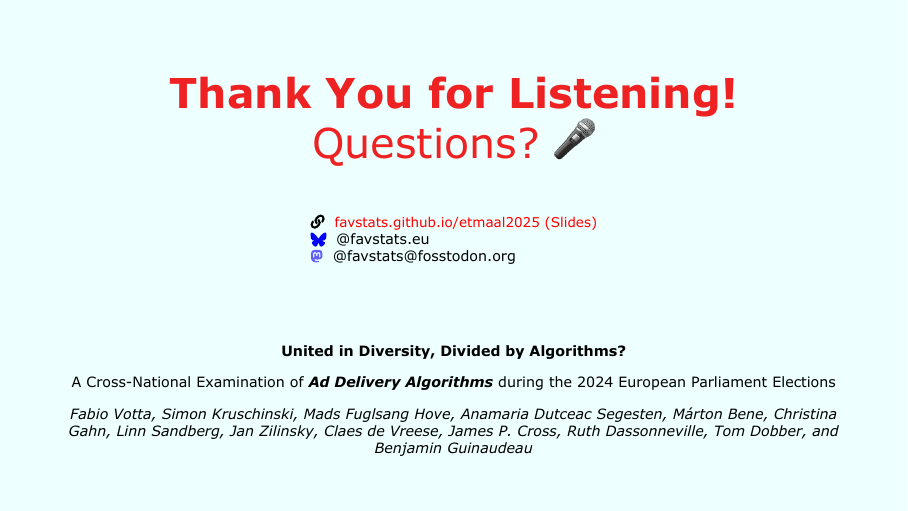 Thank You for Listening!
Questions?
favstats.github.io/etmaal2025 (Slides)
@favstats.eu
@favstats@fosstodon.org
United in Diversity, Divided by Algorithms?
A Cross-National Examination of Ad Delivery Algorithms during the 2024 European Parliament Elections
Fabio Votta, Simon Kruschinski, Mads Fuglsang Hove, Anamaria Dutceac Segesten, Márton Bene, Christina
Gahn, Linn Sandberg, Jan Zilinsky, Claes de Vreese, James P. Cross, Ruth Dassonneville, Tom Dobber, and
Benjamin Guinaudeau